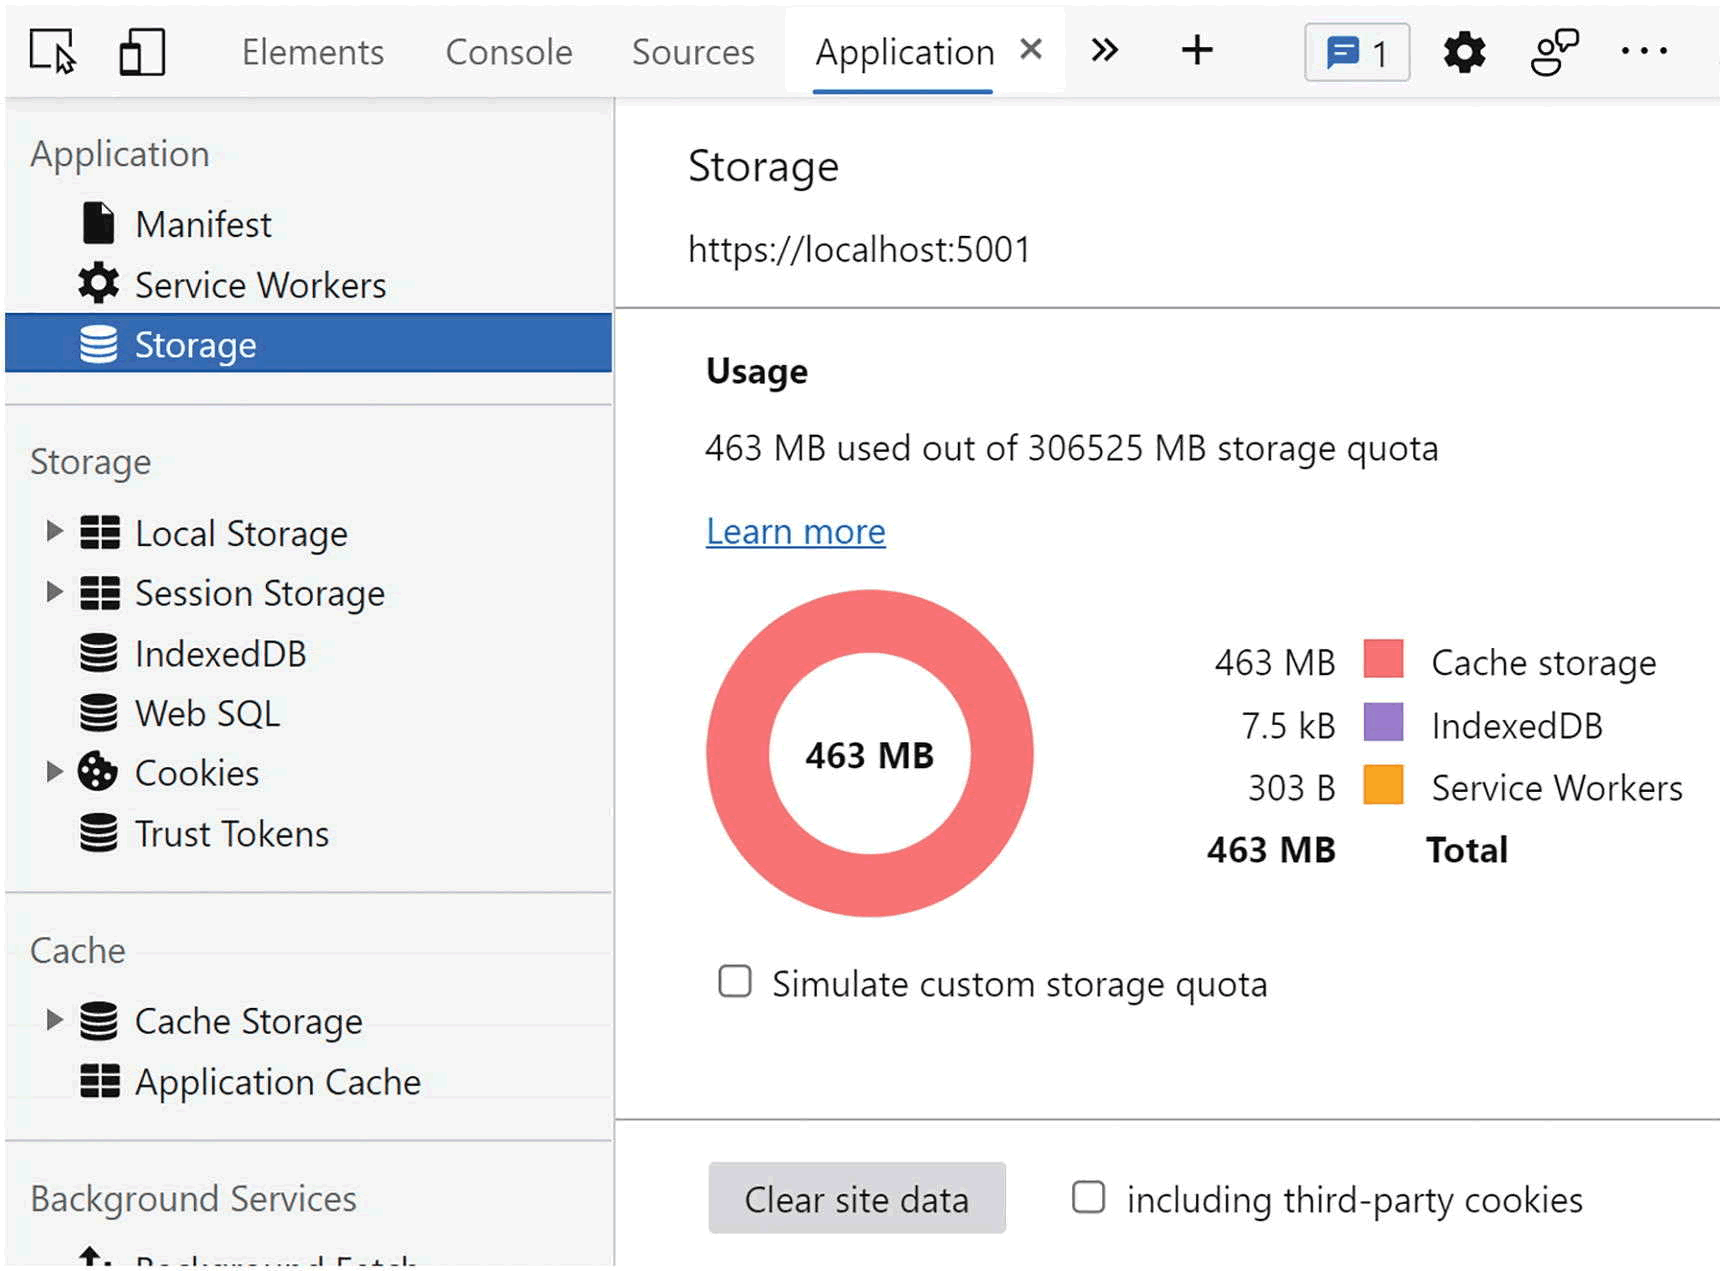 Elements Console Sources Application 1
Application
Manifest
Service Workers
Storage
Storage
Local Storage
Session Storage
IndexedDB
Web SQL
Cookies
Trust Tokens
Cache
Cache Storage
Application Cache
Background Services
Background Fetch
Storage
https://localhost:5001
Usage
463 MB used out of 306525 MB storage quota
Learn more
463 MB
463 MB Cache storage
7.5 kB IndexedDB
303 B Service Workers
463 MB Total
Simulate custom storage quota
Clear site data including third-party cookies